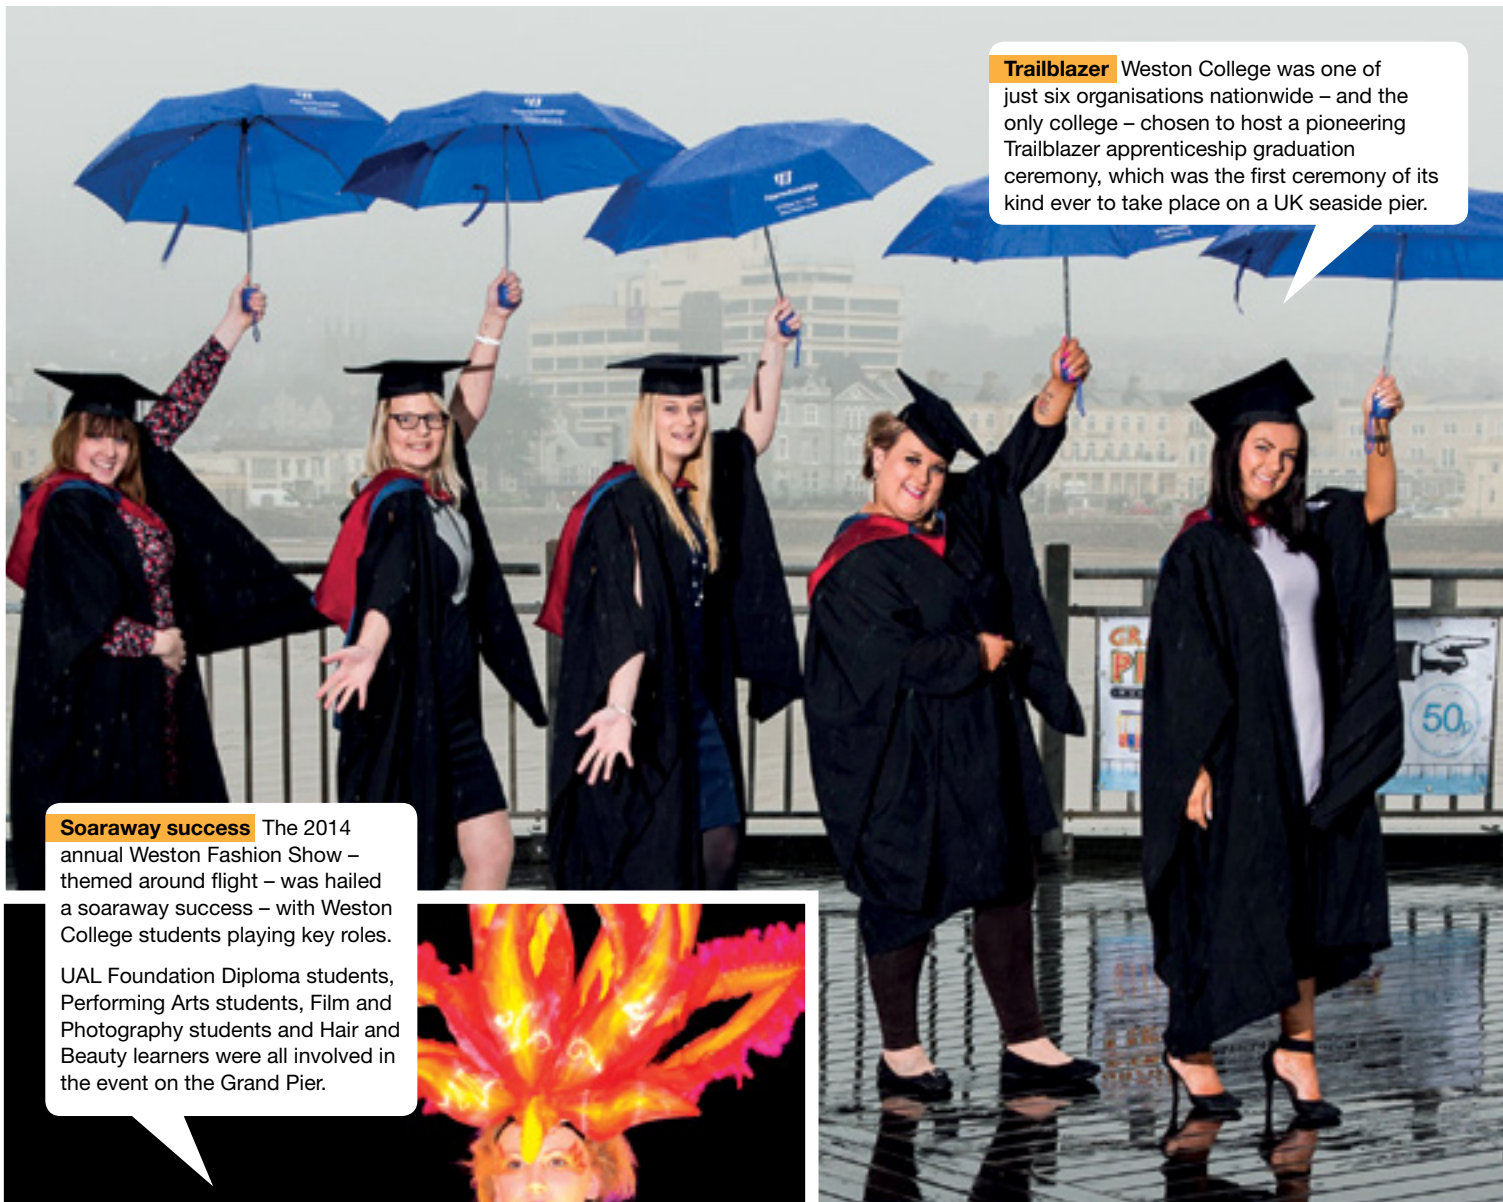 Trailblazer Weston College was one of
just six organisations nationwide – and the
only college – chosen to host a pioneering
Trailblazer apprenticeship graduation
ceremony, which was the first ceremony of its
kind ever to take place on a UK seaside pier.
50p
Soaraway success The 2014
annual Weston Fashion Show –
themed around flight – was hailed
a soaraway success – with Weston
College students playing key roles.
UAL Foundation Diploma students,
Performing Arts students, Film and
Photography students and Hair and
Beauty learners were all involved in
the event on the Grand Pier.